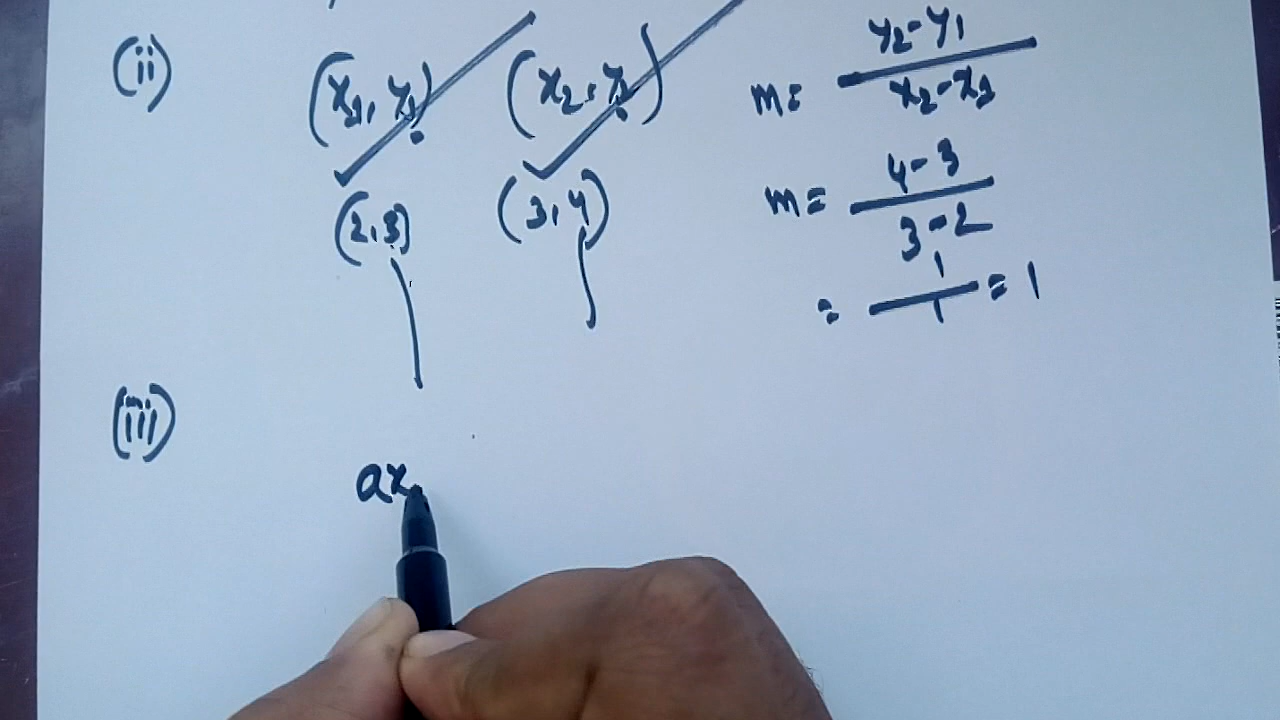 (ii) (x1, y1) (x2, y2) m = y2-y1 / x2-x1
(2,3) (3,4) m = 4-3 / 3-2
= 1/1 = 1
(iii)
ax